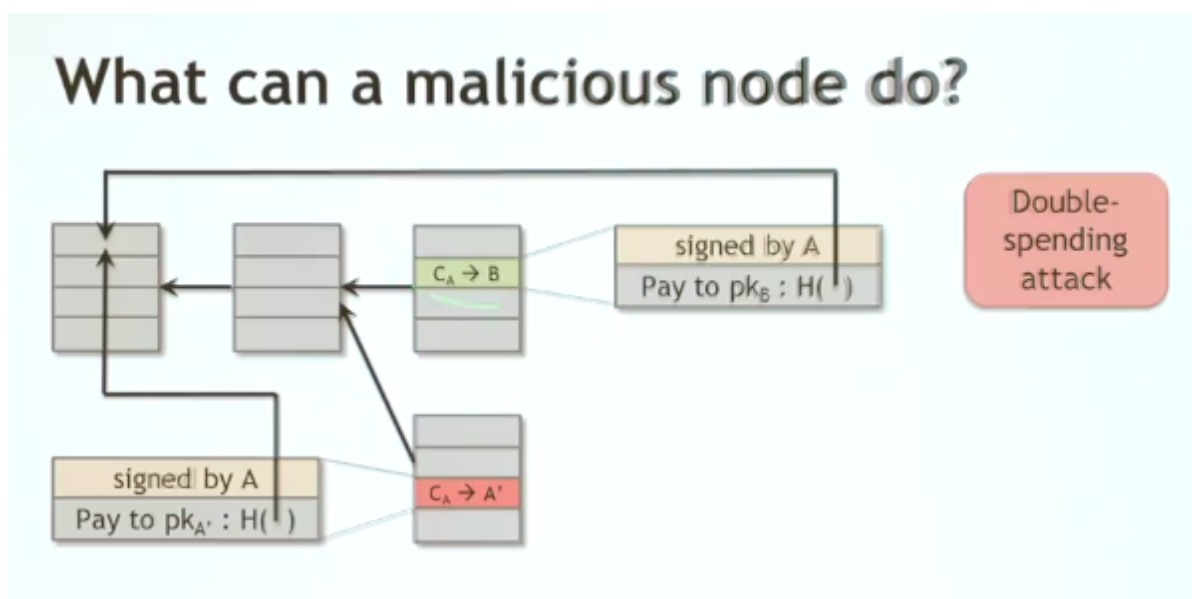 What can a malicious node do?
Double-
spending
attack
C_A → B
signed by A
Pay to pk_B : H( )
C_A → A'
signed by A
Pay to pk_A' : H( )